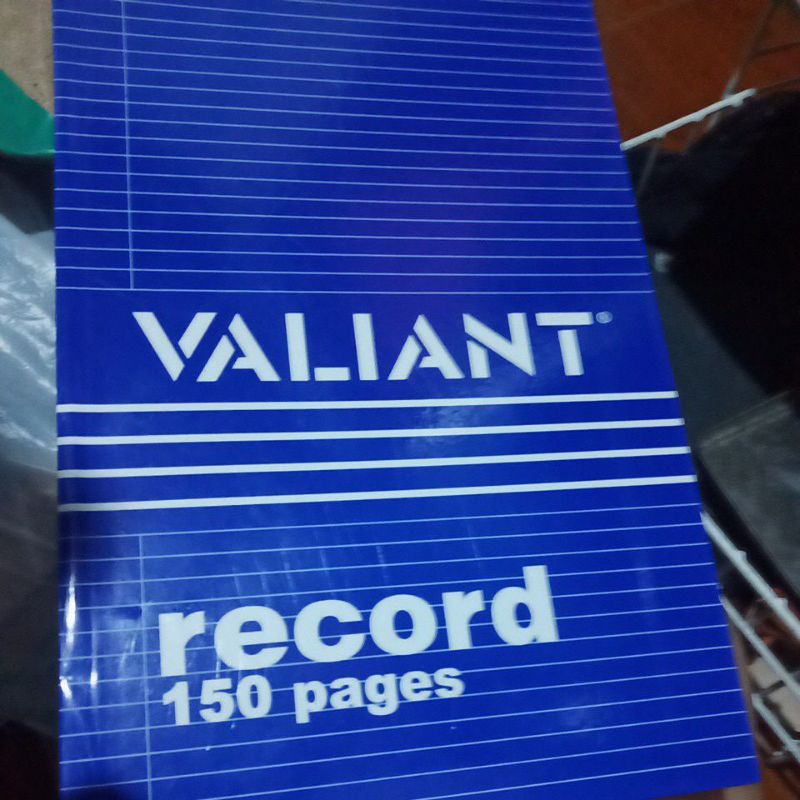 VALIANT®
record
150 pages